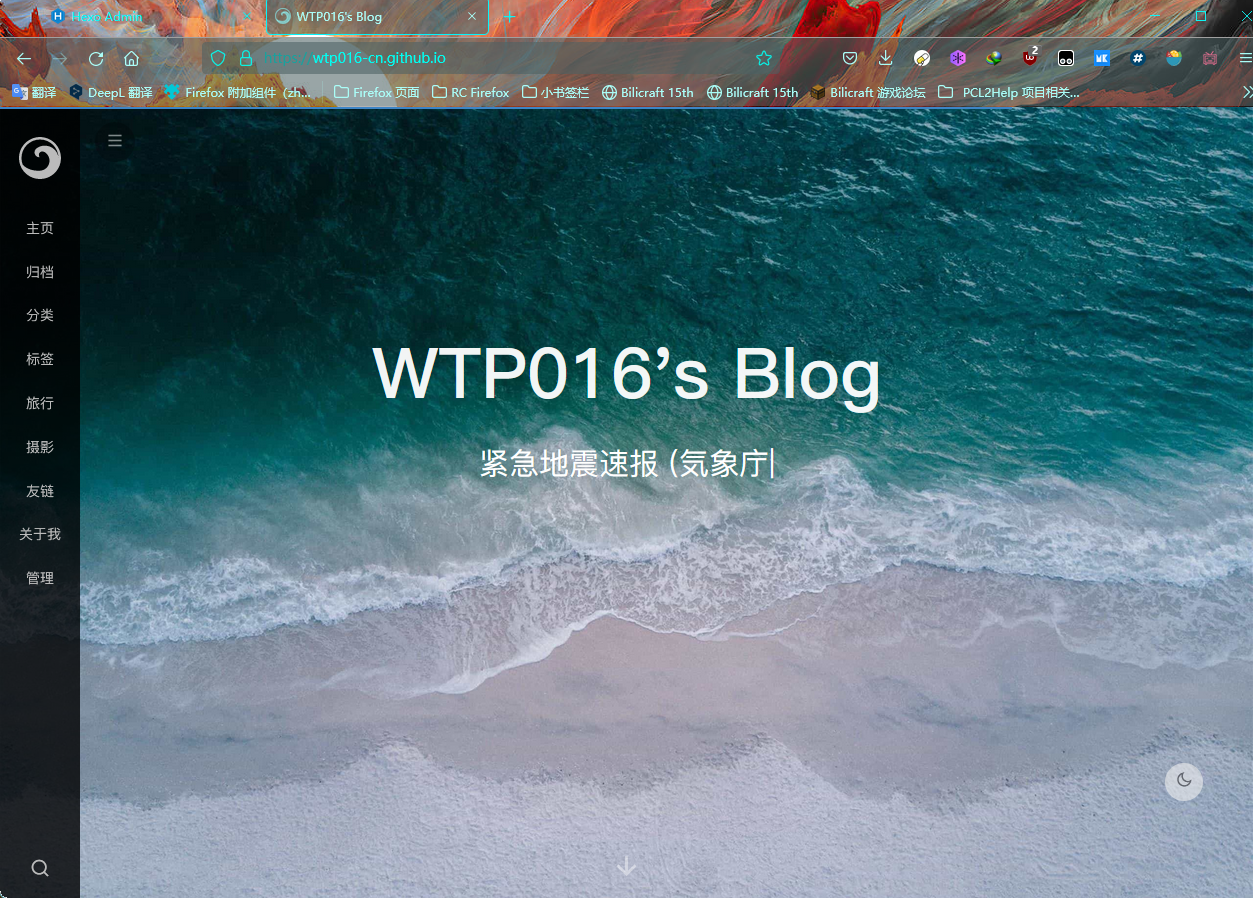 Hexo Admin
WTP016's Blog
https://wtp016-cn.github.io
2
翻译
DeepL 翻译
Firefox 附加组件（zh...
Firefox 页面
RC Firefox
小书签栏
Bilicraft 15th
Bilicraft 15th
Bilicraft 游戏论坛
PCL2Help 项目相关...
主页
归档
分类
标签
旅行
摄影
友链
关于我
管理
WTP016’s Blog
紧急地震速报 (気象庁|